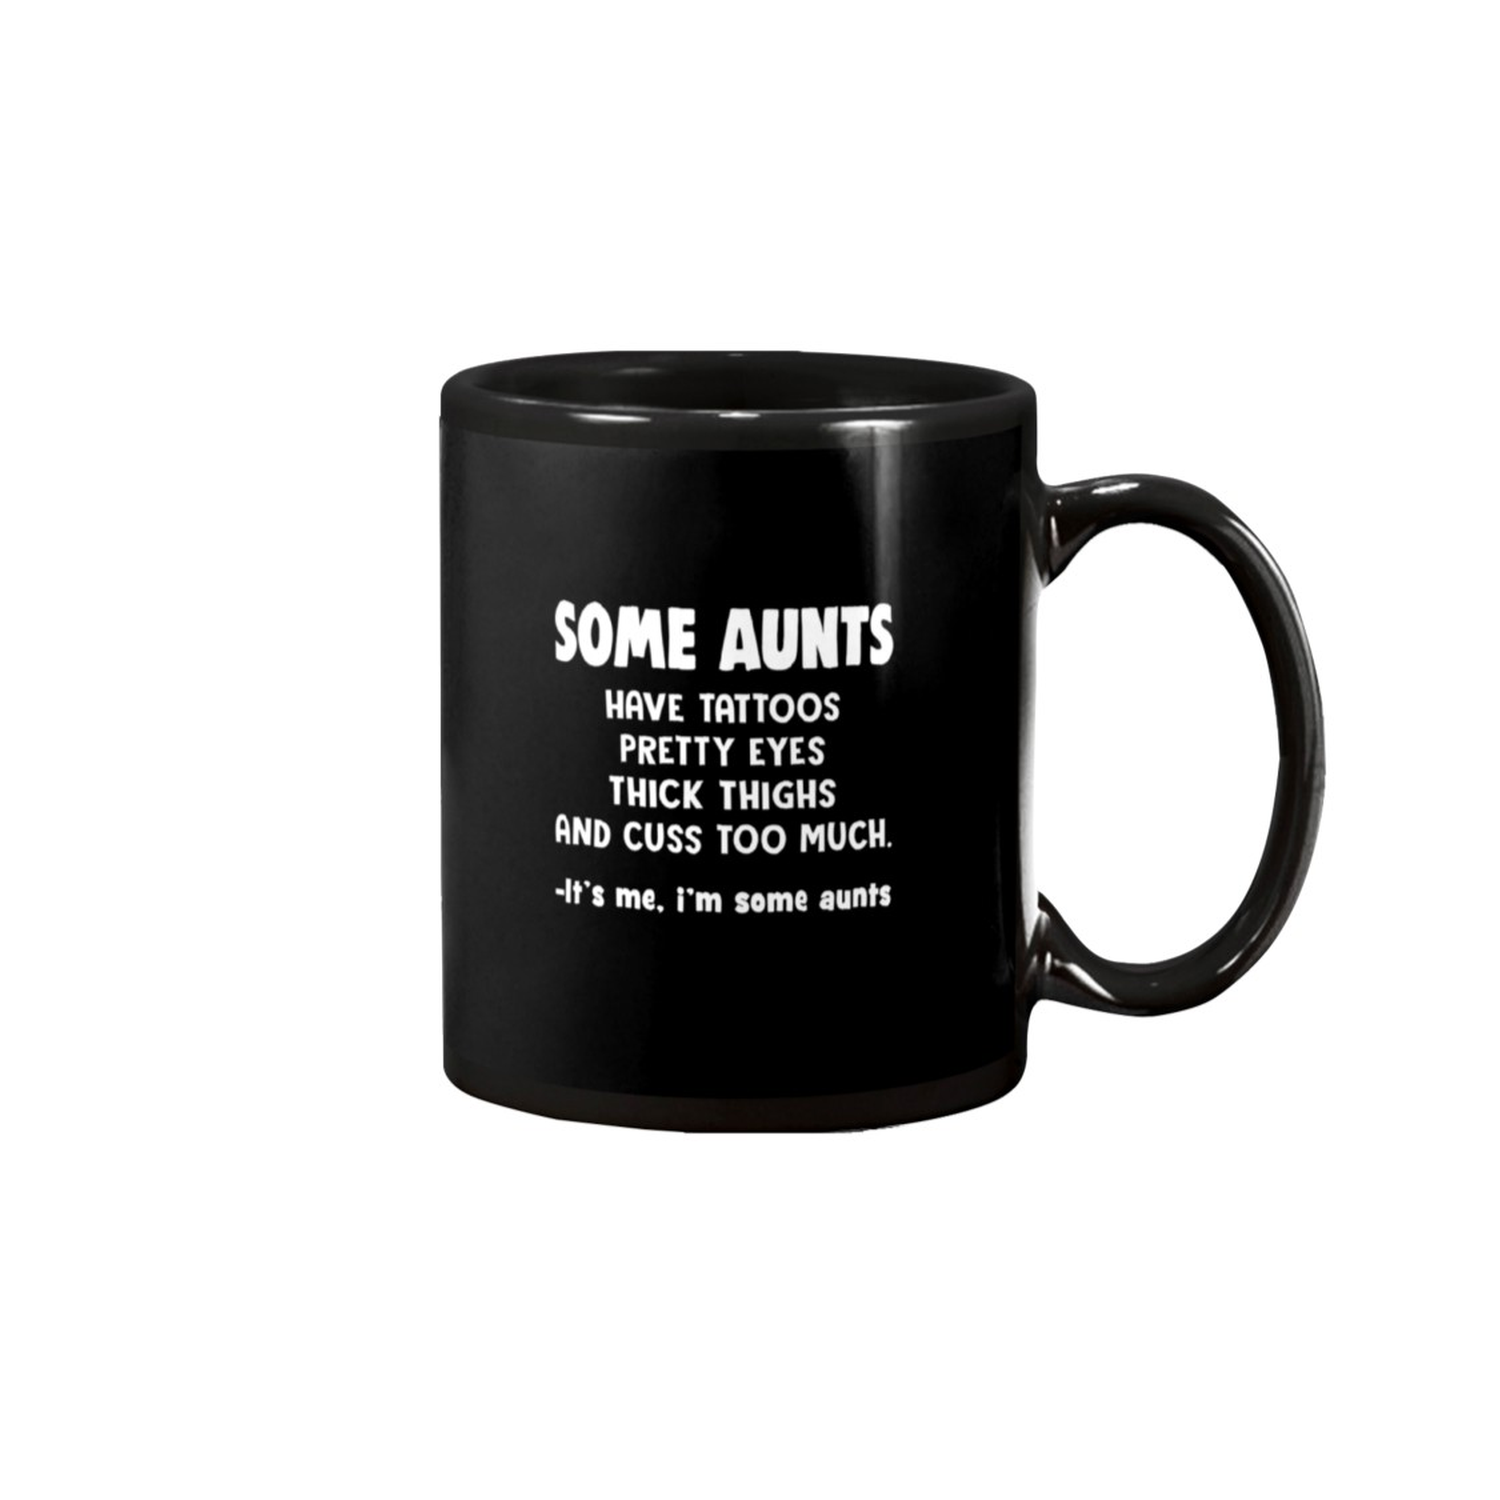 SOME AUNTS
HAVE TATTOOS
PRETTY EYES
THICK THIGHS
AND CUSS TOO MUCH.
-It's me, i'm some aunts